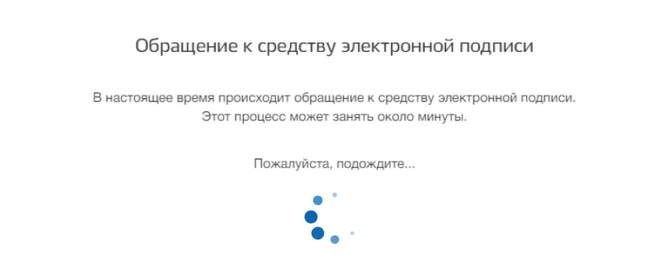 Обращение к средству электронной подписи
В настоящее время происходит обращение к средству электронной подписи.
Этот процесс может занять около минуты.
Пожалуйста, подождите...